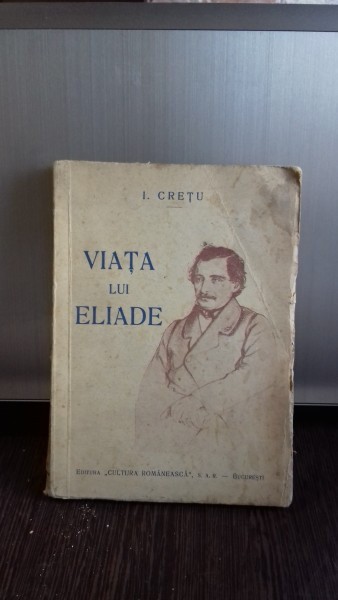 I. CREȚU
VIAȚA
LUI
ELIADE
EDITURA „CULTURA ROMÂNEASCĂ", S. A. R. — BUCUREȘTI